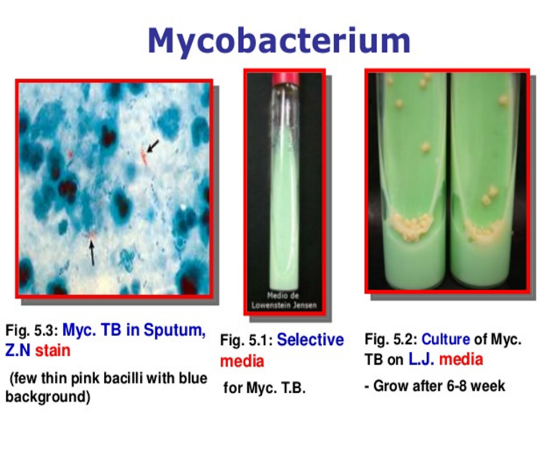 Mycobacterium
Medio de
Lowenstein Jensen
Fig. 5.3: Myc. TB in Sputum,
Z.N stain
(few thin pink bacilli with blue
background)
Fig. 5.1: Selective
media
for Myc. T.B.
Fig. 5.2: Culture of Myc.
TB on L.J. media
- Grow after 6-8 week